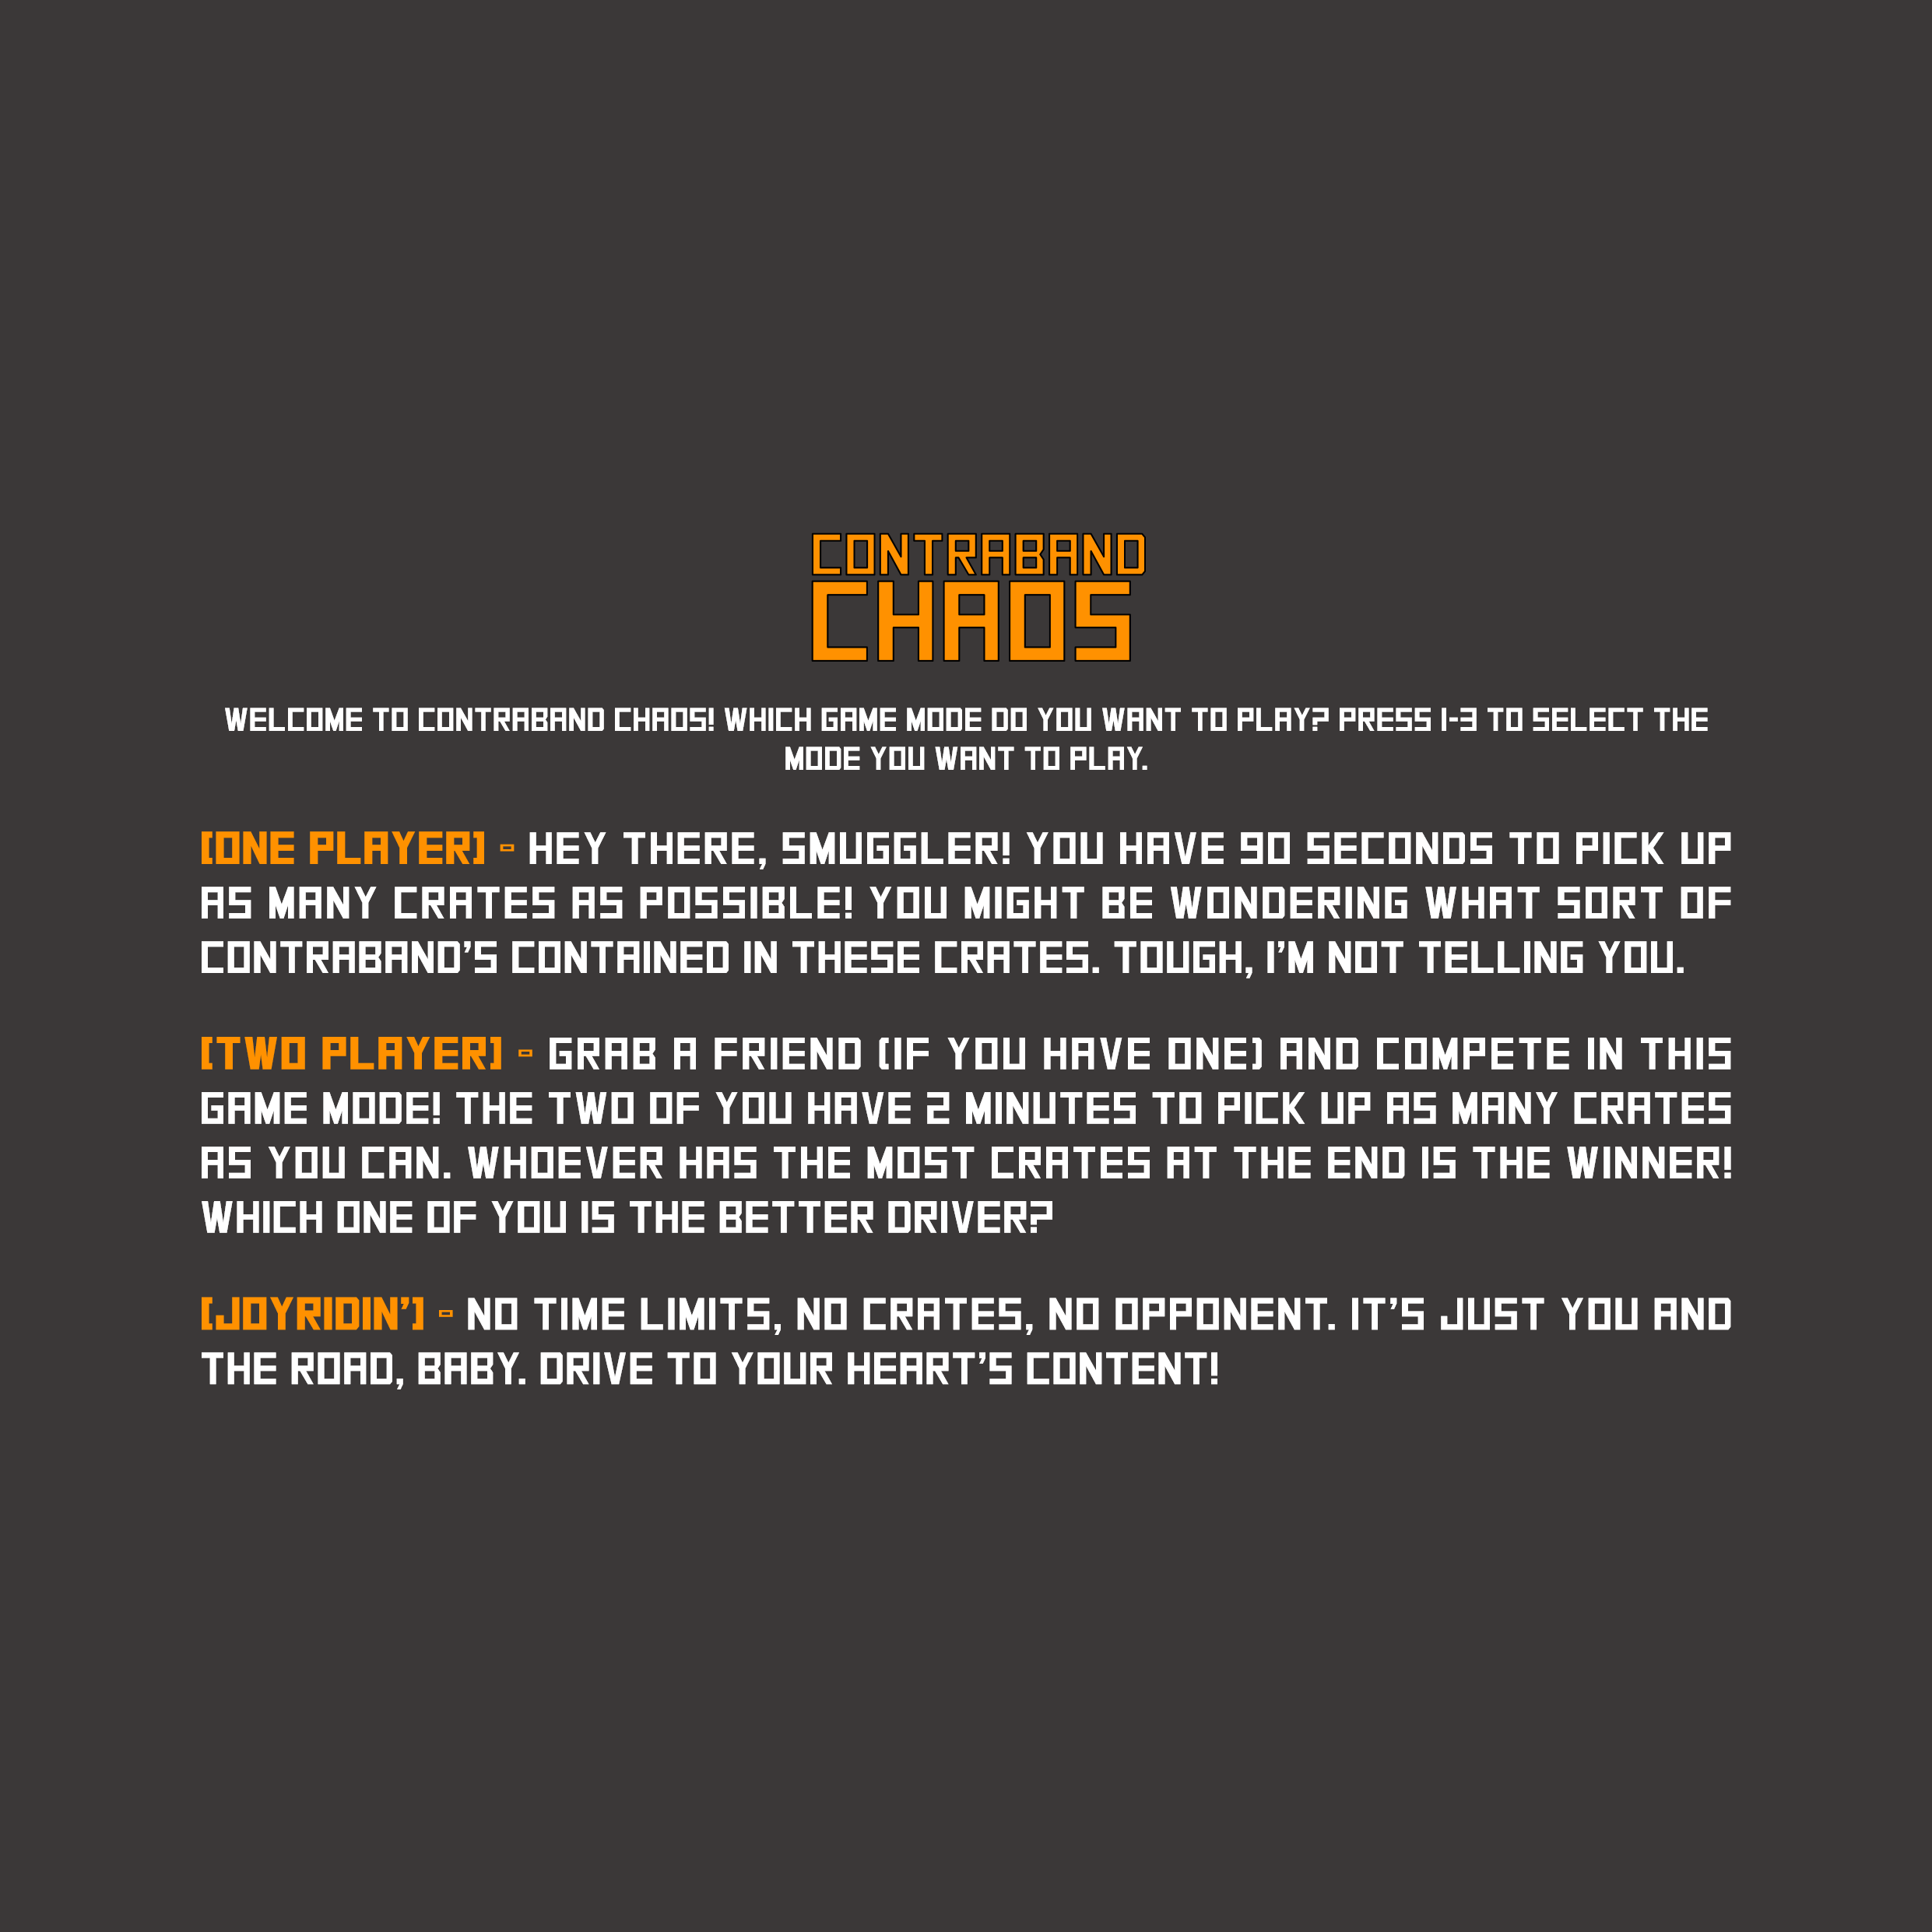 CONTRABAND
CHAOS
WELCOME TO CONTRABAND CHAOS! WHICH GAME MODE DO YOU WANT TO PLAY? PRESS 1-3 TO SELECT THE
MODE YOU WANT TO PLAY.
[ONE PLAYER] - HEY THERE, SMUGGLER! YOU HAVE 90 SECONDS TO PICK UP
AS MANY CRATES AS POSSIBLE! YOU MIGHT BE WONDERING WHAT SORT OF
CONTRABAND'S CONTAINED IN THESE CRATES. TOUGH, I'M NOT TELLING YOU.
[TWO PLAYER] - GRAB A FRIEND (IF YOU HAVE ONE) AND COMPETE IN THIS
GAME MODE! THE TWO OF YOU HAVE 2 MINUTES TO PICK UP AS MANY CRATES
AS YOU CAN. WHOEVER HAS THE MOST CRATES AT THE END IS THE WINNER!
WHICH ONE OF YOU IS THE BETTER DRIVER?
[JOYRIDIN'] - NO TIME LIMITS, NO CRATES, NO OPPONENT. IT'S JUST YOU AND
THE ROAD, BABY. DRIVE TO YOUR HEART'S CONTENT!